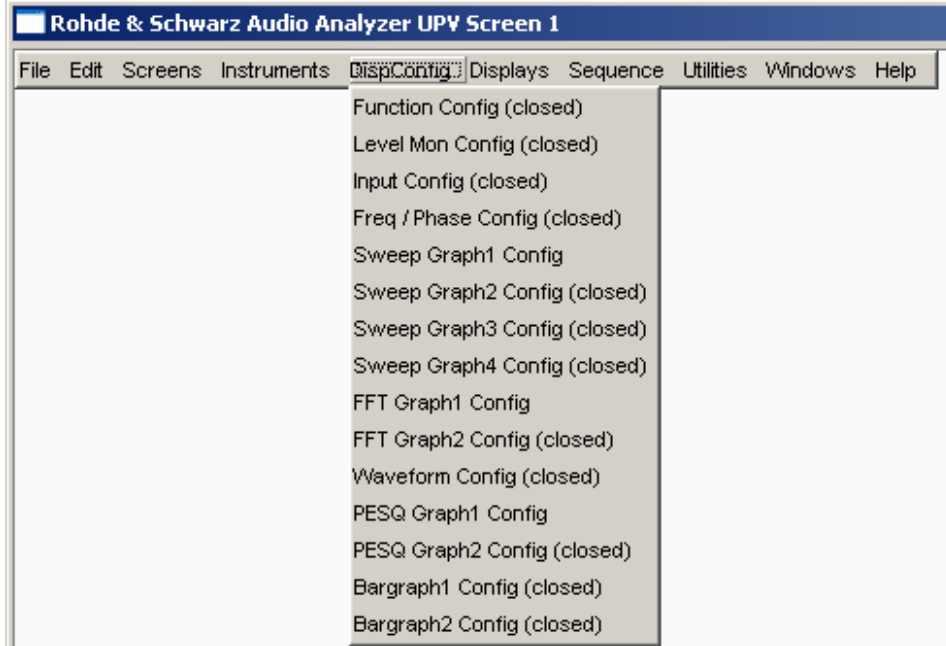 Rohde & Schwarz Audio Analyzer UPV Screen 1
File Edit Screens Instruments DispConfig Displays Sequence Utilities Windows Help
Function Config (closed)
Level Mon Config (closed)
Input Config (closed)
Freq / Phase Config (closed)
Sweep Graph1 Config
Sweep Graph2 Config (closed)
Sweep Graph3 Config (closed)
Sweep Graph4 Config (closed)
FFT Graph1 Config
FFT Graph2 Config (closed)
Waveform Config (closed)
PESQ Graph1 Config
PESQ Graph2 Config (closed)
Bargraph1 Config (closed)
Bargraph2 Config (closed)